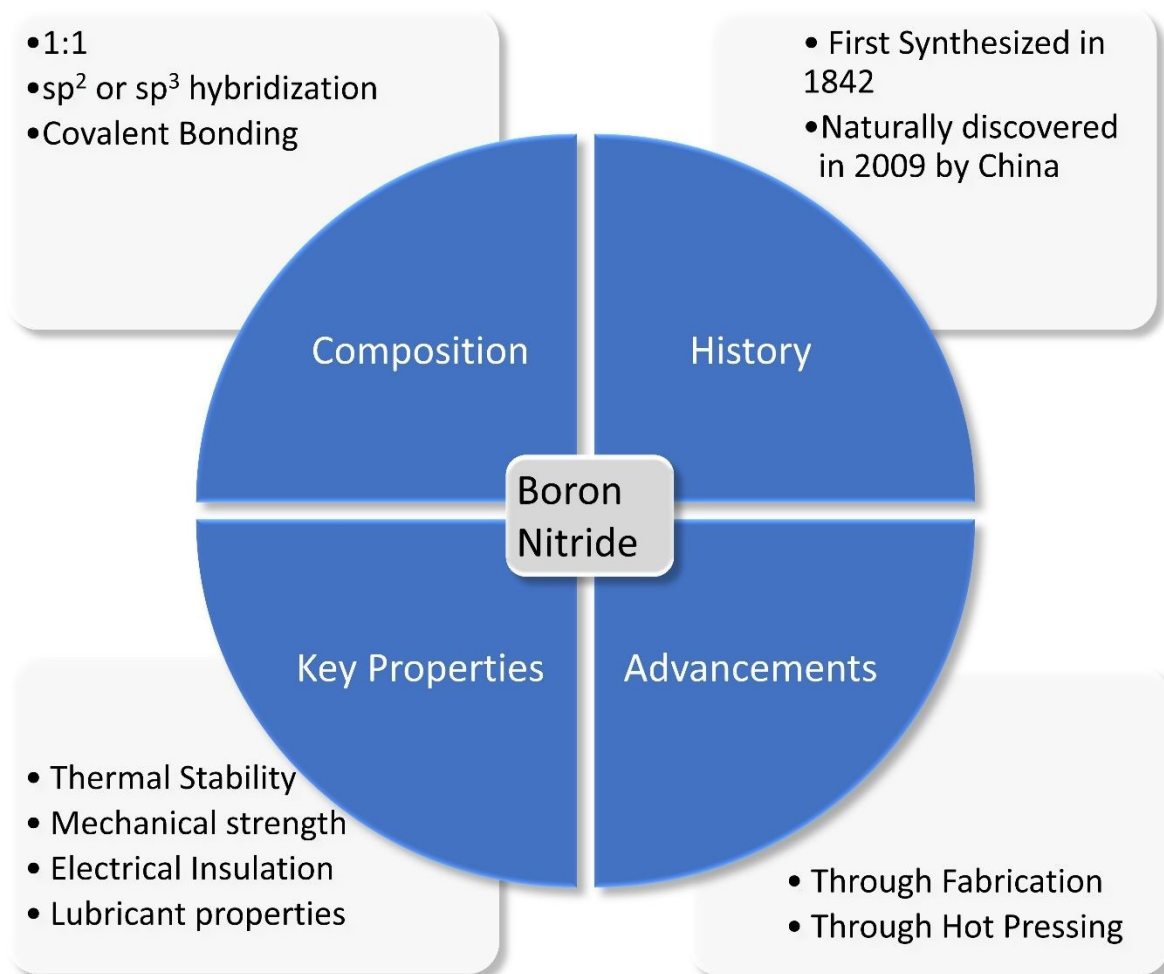 •1:1
•sp² or sp³ hybridization
•Covalent Bonding
• First Synthesized in
1842
•Naturally discovered
in 2009 by China
Composition
History
Boron
Nitride
Key Properties
Advancements
• Thermal Stability
• Mechanical strength
• Electrical Insulation
• Lubricant properties
• Through Fabrication
• Through Hot Pressing